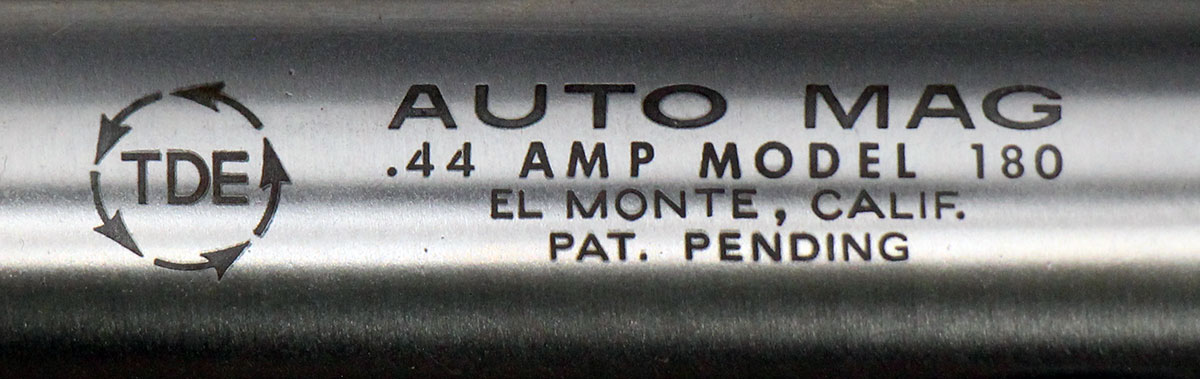 TDE
AUTO MAG
.44 AMP MODEL 180
EL MONTE, CALIF.
PAT. PENDING